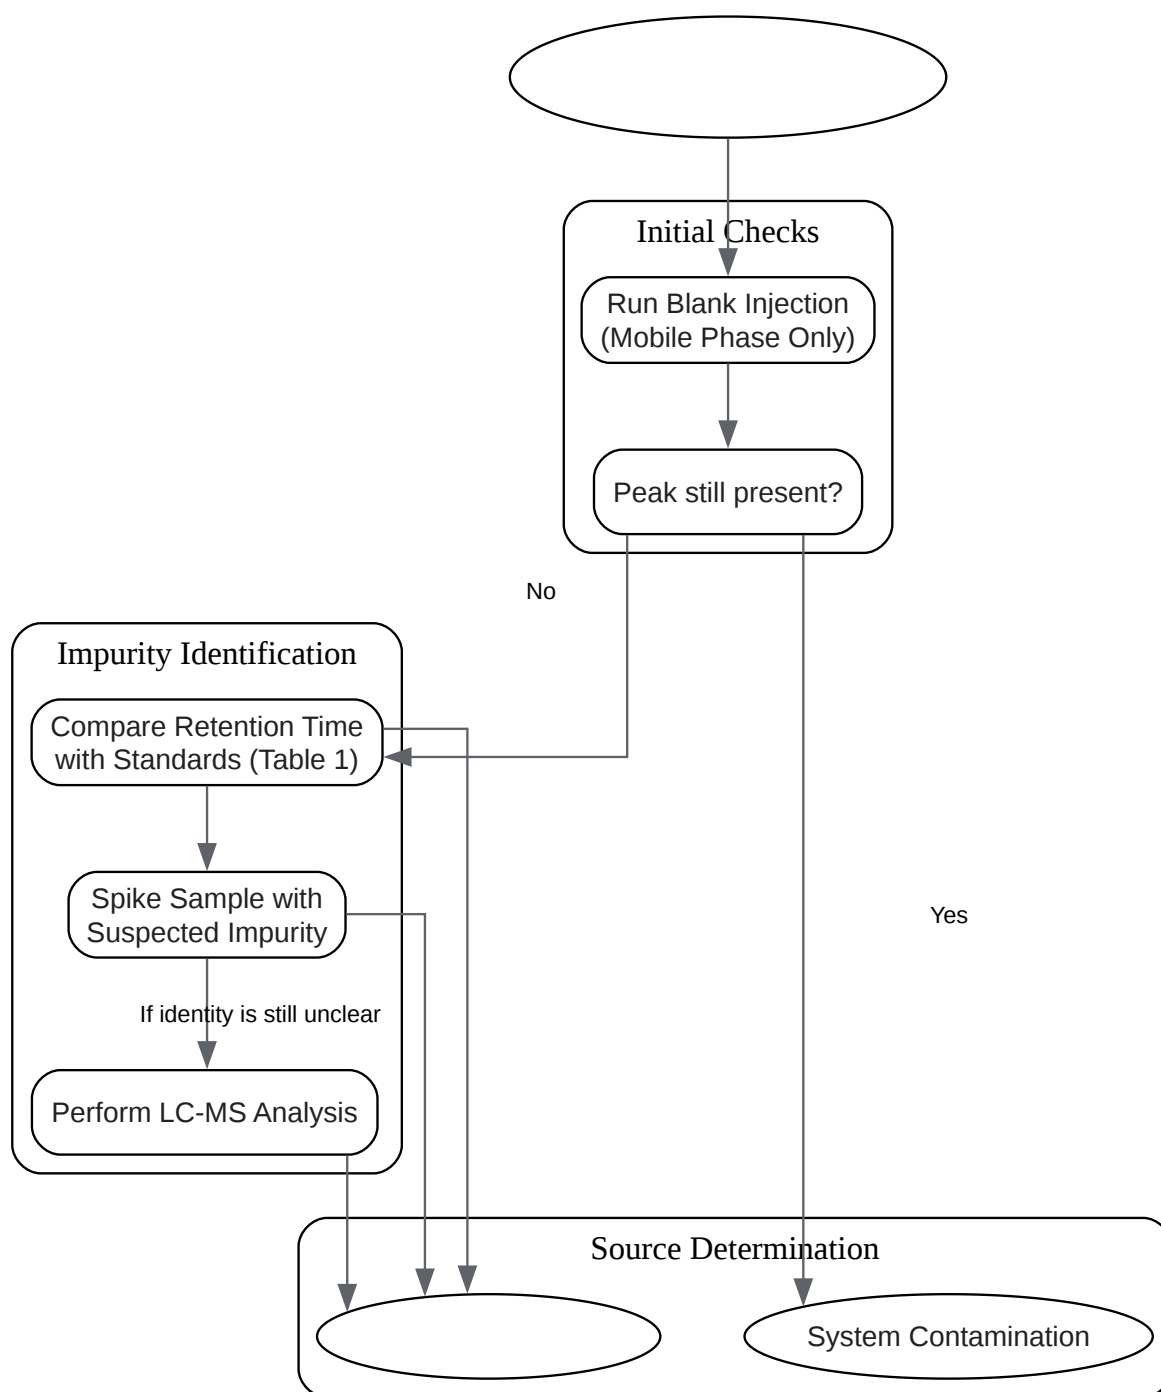 Initial Checks
Run Blank Injection
(Mobile Phase Only)
Peak still present?
No
Impurity Identification
Compare Retention Time
with Standards (Table 1)
Spike Sample with
Suspected Impurity
Yes
If identity is still unclear
Perform LC-MS Analysis
Source Determination
System Contamination